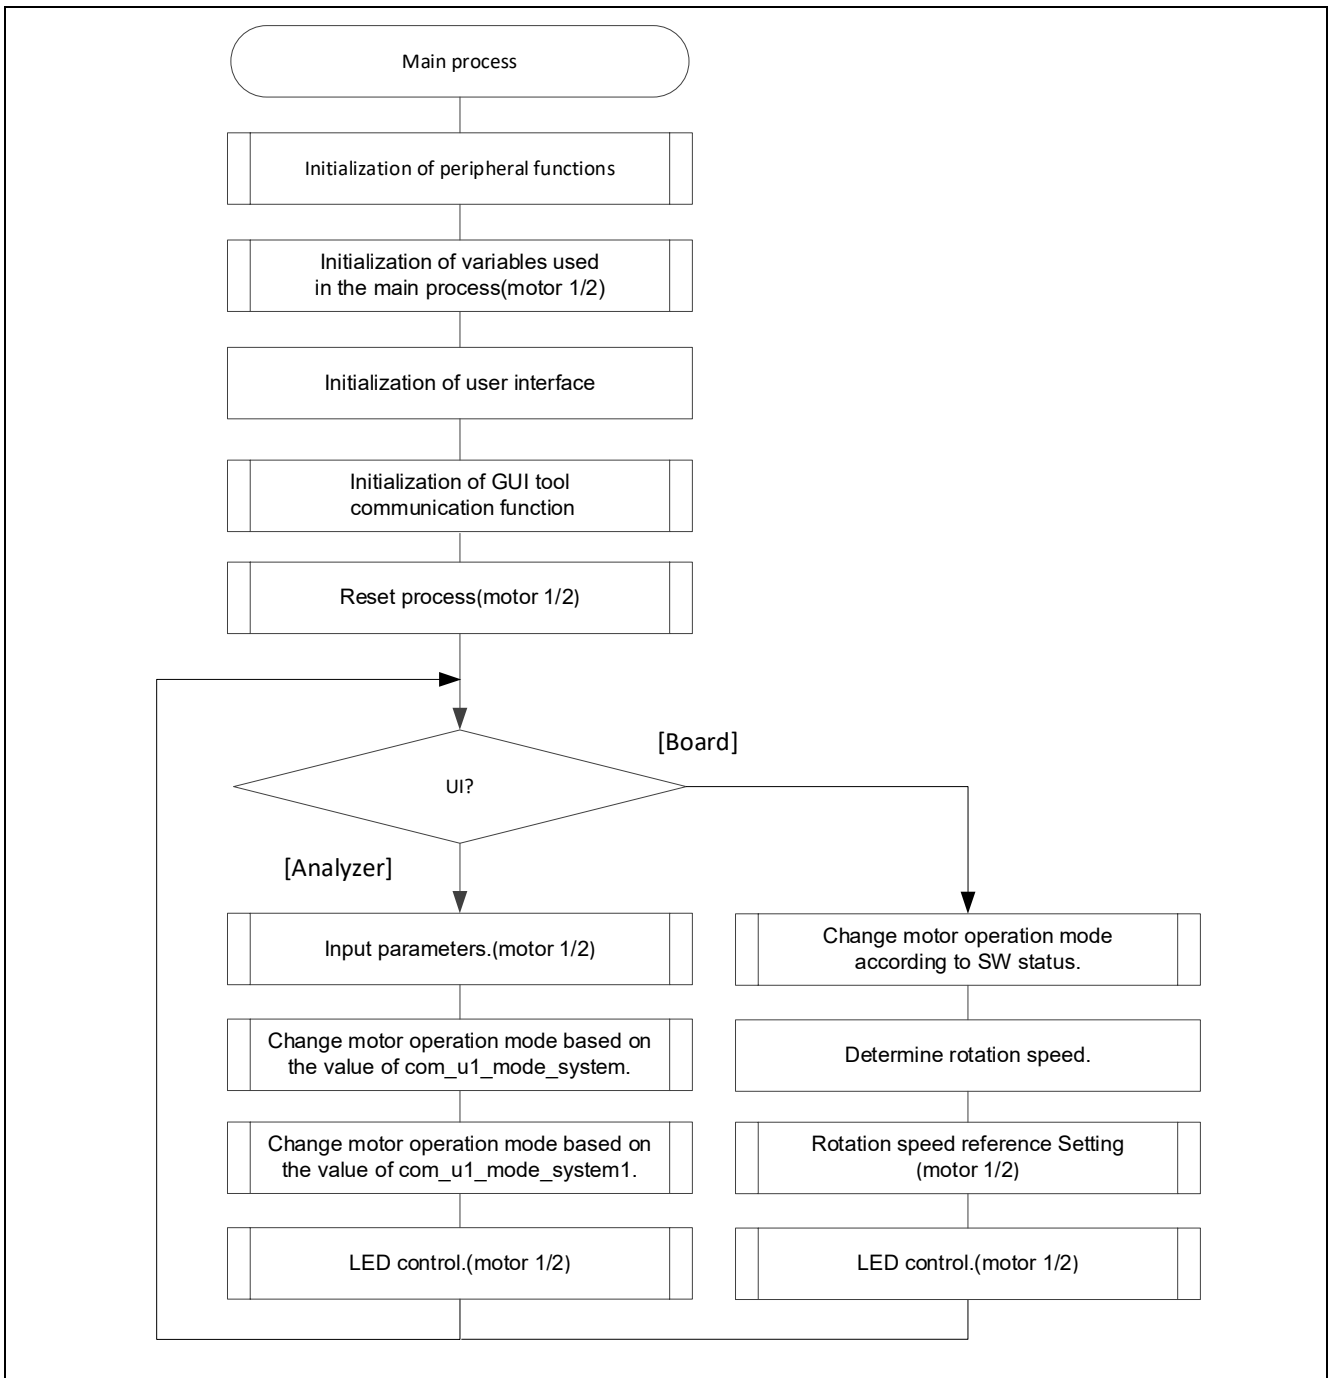 Main process
Initialization of peripheral functions
Initialization of variables used
in the main process(motor 1/2)
Initialization of user interface
Initialization of GUI tool
communication function
Reset process(motor 1/2)
UI?
[Board]
[Analyzer]
Input parameters.(motor 1/2)
Change motor operation mode based on
the value of com_u1_mode_system.
Change motor operation mode based on
the value of com_u1_mode_system1.
LED control.(motor 1/2)
Change motor operation mode
according to SW status.
Determine rotation speed.
Rotation speed reference Setting
(motor 1/2)
LED control.(motor 1/2)